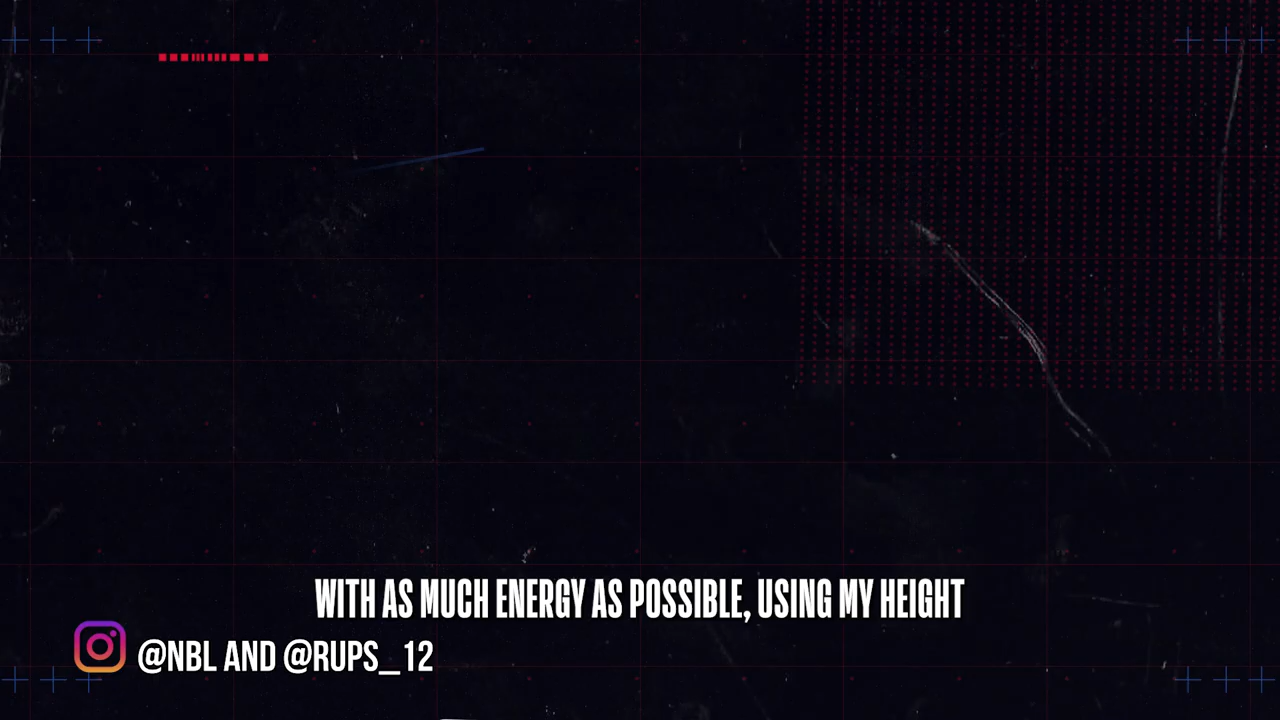 WITH AS MUCH ENERGY AS POSSIBLE, USING MY HEIGHT
@NBL AND @RUPS_12